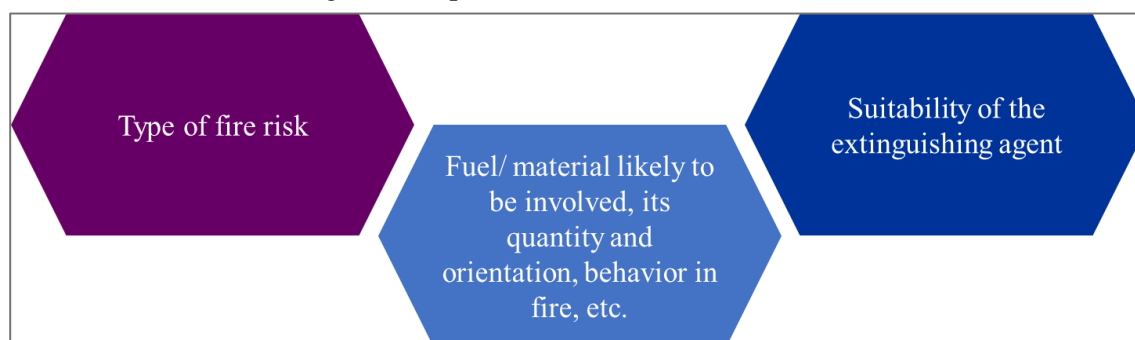 Type of fire risk
Fuel/ material likely to
be involved, its
quantity and
orientation, behavior in
fire, etc.
Suitability of the
extinguishing agent